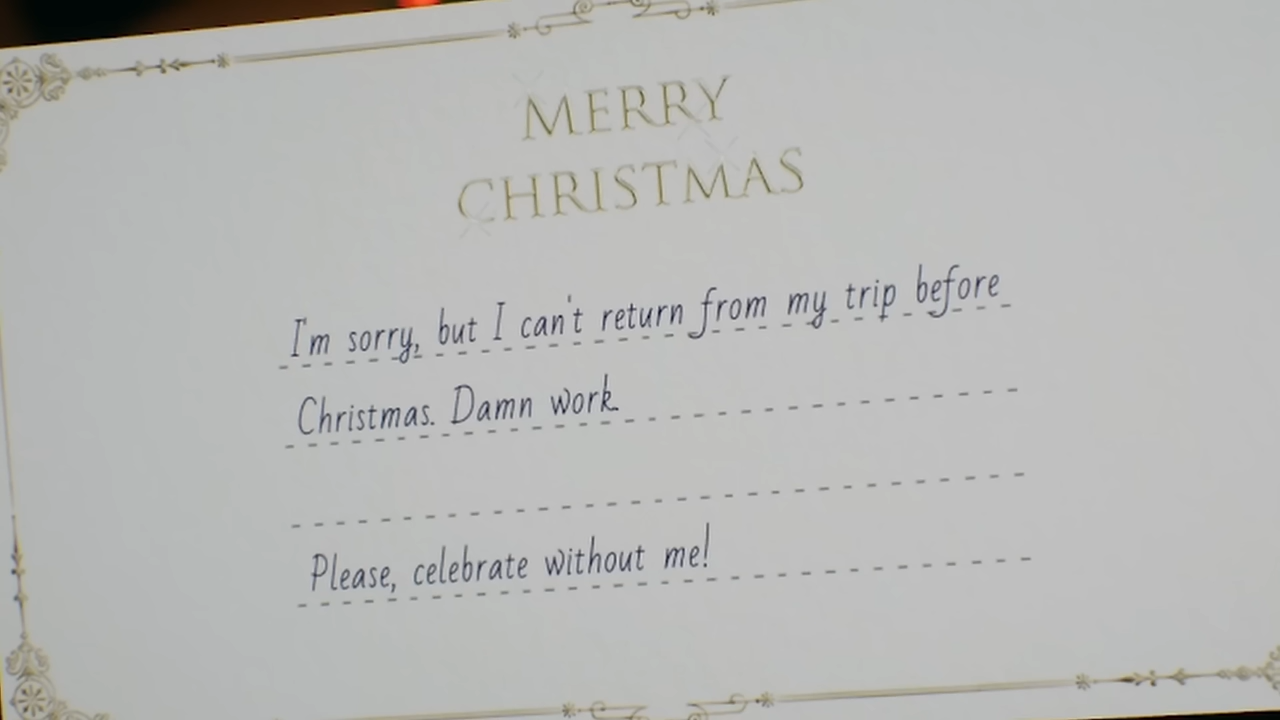 MERRY
CHRISTMAS
I'm sorry, but I can't return from my trip before
Christmas. Damn work.
Please, celebrate without me!